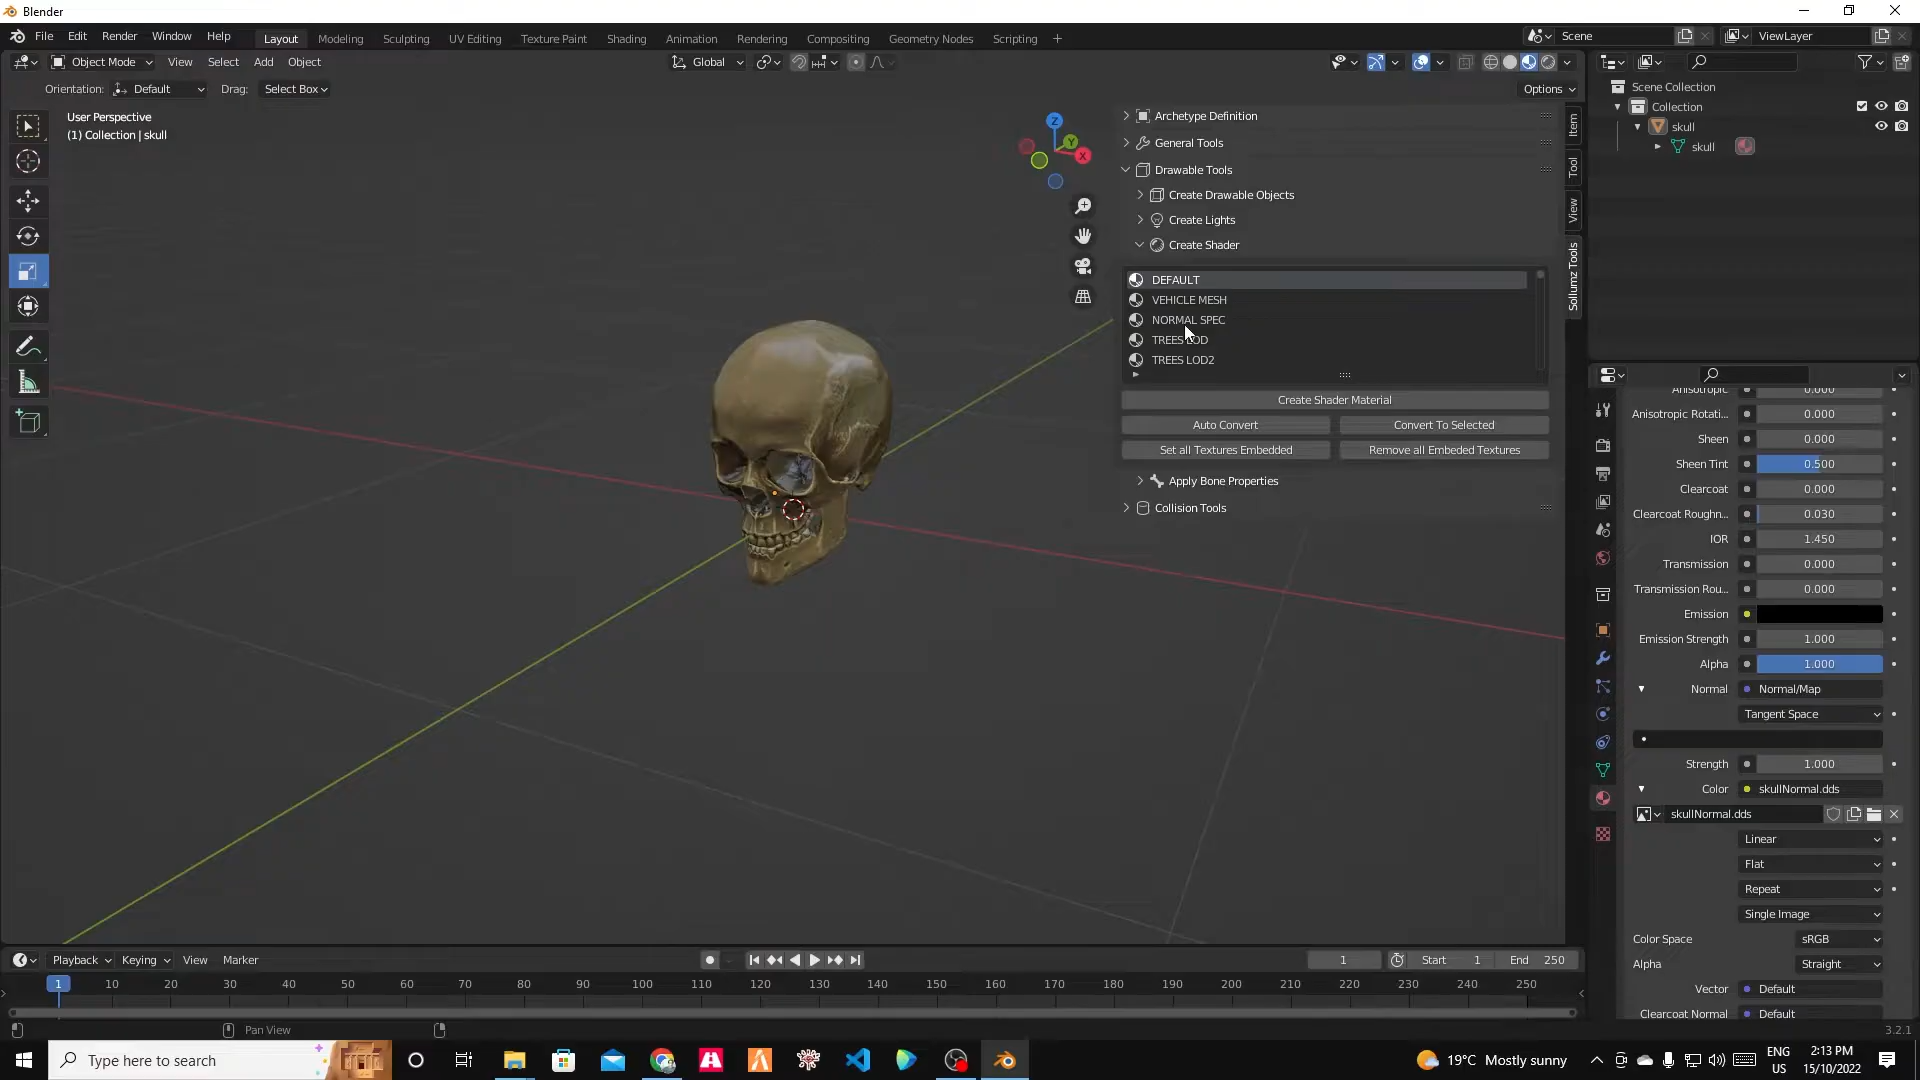 Blender
File Edit Render Window Help
Layout Modeling Sculpting UV Editing Texture Paint Shading Animation Rendering Compositing Geometry Nodes Scripting +
Scene
ViewLayer
Object Mode View Select Add Object
Global
Orientation: Default Drag: Select Box
Options
User Perspective
(1) Collection | skull
Z
Y
X
Archetype Definition
General Tools
Drawable Tools
Create Drawable Objects
Create Lights
Create Shader
DEFAULT
VEHICLE MESH
NORMAL SPEC
TREES LOD
TREES LOD2
Create Shader Material
Auto Convert
Convert To Selected
Set all Textures Embedded
Remove all Embeded Textures
Apply Bone Properties
Collision Tools
Item
Tool
View
Sollumz Tools
Scene Collection
Collection
skull
skull
Anisotropic 0.000
Anisotropic Rotati... 0.000
Sheen 0.000
Sheen Tint 0.500
Clearcoat 0.000
Clearcoat Roughn... 0.030
IOR 1.450
Transmission 0.000
Transmission Rou... 0.000
Emission
Emission Strength 1.000
Alpha 1.000
Normal Normal/Map
Tangent Space
Strength 1.000
Color skullNormal.dds
skullNormal.dds
Linear
Flat
Repeat
Single Image
Color Space sRGB
Alpha Straight
Vector Default
Clearcoat Normal Default
Playback Keying View Marker
1 Start 1 End 250
1 10 20 30 40 50 60 70 80 90 100 110 120 130 140 150 160 170 180 190 200 210 220 230 240 250
Pan View
3.2.1
Type here to search
19°C Mostly sunny
ENG
US
2:13 PM
15/10/2022